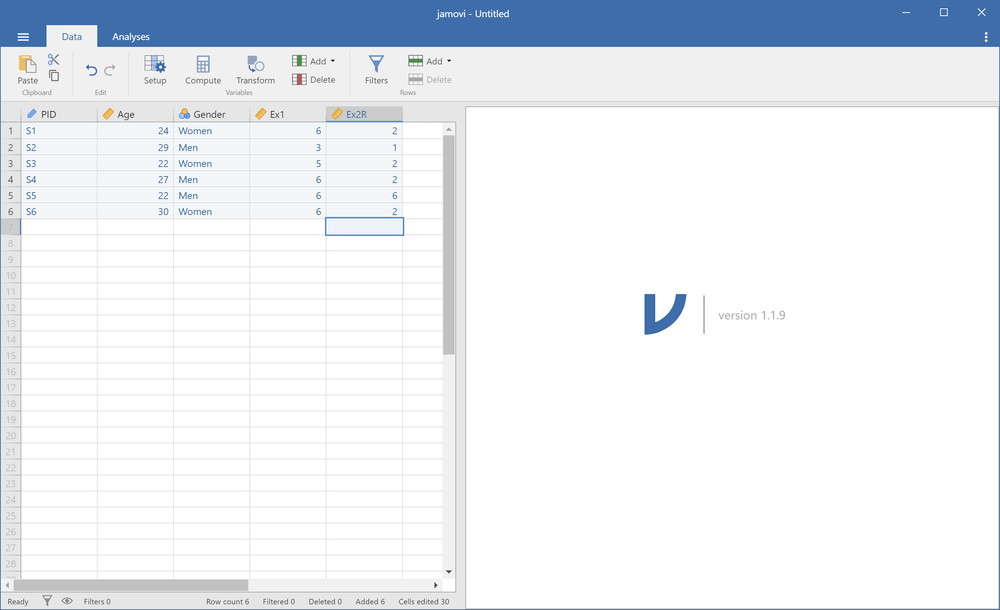 jamovi - Untitled
Data Analyses
Paste Setup Compute Transform Add Delete Filters Add Delete
Clipboard Edit Variables Rows
PID Age Gender Ex1 Ex2R
1 S1 24 Women 6 2
2 S2 29 Men 3 1
3 S3 22 Women 5 2
4 S4 27 Men 6 2
5 S5 22 Men 6 6
6 S6 30 Women 6 2
7
8
9
10
11
12
13
14
15
16
17
18
19
20
21
22
23
24
25
26
27
28
version 1.1.9
Ready Filters 0 Row count 6 Filtered 0 Deleted 0 Added 6 Cells edited 30